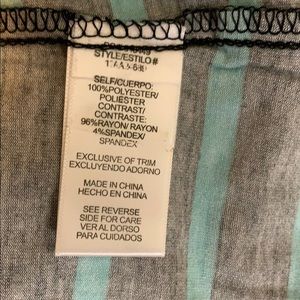 STYLE/ESTILO#
SELF/CUERPO:
100%POLYESTER/
POLIÉSTER
CONTRAST/
CONTRASTE:
96%RAYON/ RAYON
4%SPANDEX/
SPANDEX
EXCLUSIVE OF TRIM
EXCLUYENDO ADORNO
MADE IN CHINA
HECHO EN CHINA
SEE REVERSE
SIDE FOR CARE
VER AL DORSO
PARA CUIDADOS